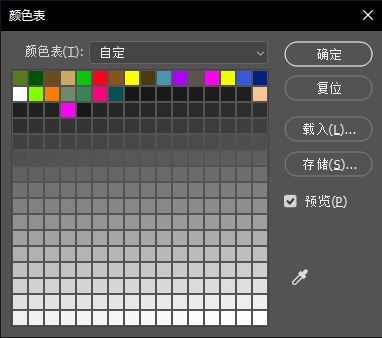 颜色表
颜色表(T): 自定
确定
复位
载入(L)...
存储(S)...
预览(P)